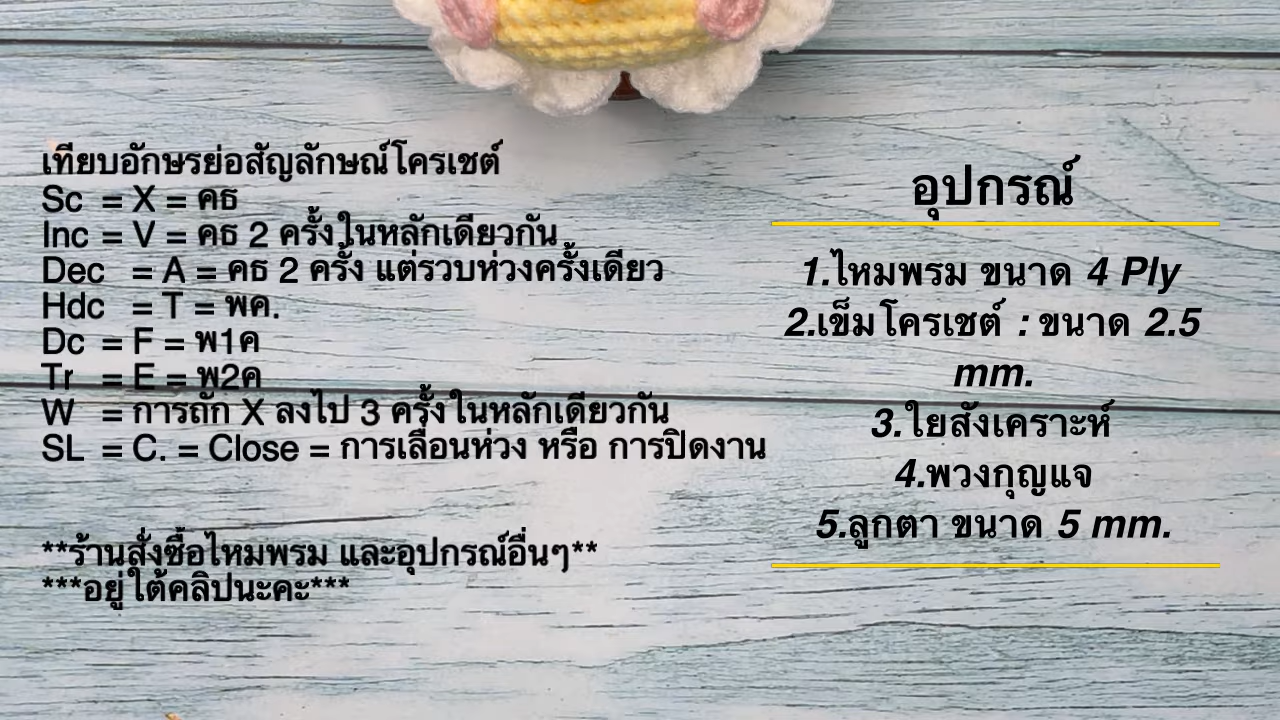 เทียบอักษรย่อสัญลักษณ์โครเชต์
Sc = X = คธ
Inc = V = คธ 2 ครั้งในหลักเดียวกัน
Dec = A = คธ 2 ครั้ง แต่รวบห่วงครั้งเดียว
Hdc = T = พค.
Dc = F = พ1ค
Tr = E = พ2ค
W = การถัก X ลงไป 3 ครั้งในหลักเดียวกัน
SL = C. = Close = การเลื่อนห่วง หรือ การปิดงาน
**ร้านสั่งซื้อไหมพรม และอุปกรณ์อื่นๆ**
***อยู่ใต้คลิปนะคะ***
อุปกรณ์
1.ไหมพรม ขนาด 4 Ply
2.เข็มโครเชต์ : ขนาด 2.5
mm.
3.ใยสังเคราะห์
4.พวงกุญแจ
5.ลูกตา ขนาด 5 mm.